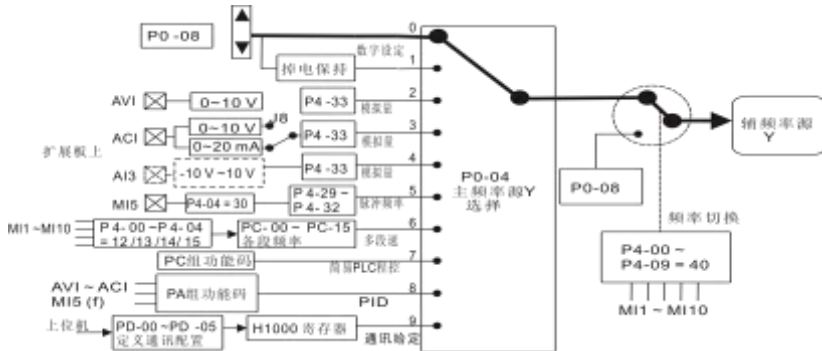 P0-08
0
数字设定
掉电保持
1
AVI
0~10 V
P4-33
2
模拟量
ACI
0~10 V
J8
0~20 mA
P4-33
3
模拟量
扩展板上
AI3
-10V ~10 V
P4-33
4
模拟量
MI5
P4-04 = 30
P4-29 ~
P4-32
5
脉冲频率
MI1 ~MI10
P4-00 ~P4-04
= 12/13/14/ 15
PC-00~ PC-15
各段频率
6
多段速
PC组功能码
7
简易PLC程控
AVI ~ ACI
MI5 (f)
PA组功能码
8
PID
上位机
PD-00 ~PD -05
定义通讯配置
H1000 寄存器
9
通讯给定
P0-04
主频率源Y
选择
P0-08
辅频率源
Y
频率切换
P4-00 ~
P4-09 = 40
MI1 ~ MI10